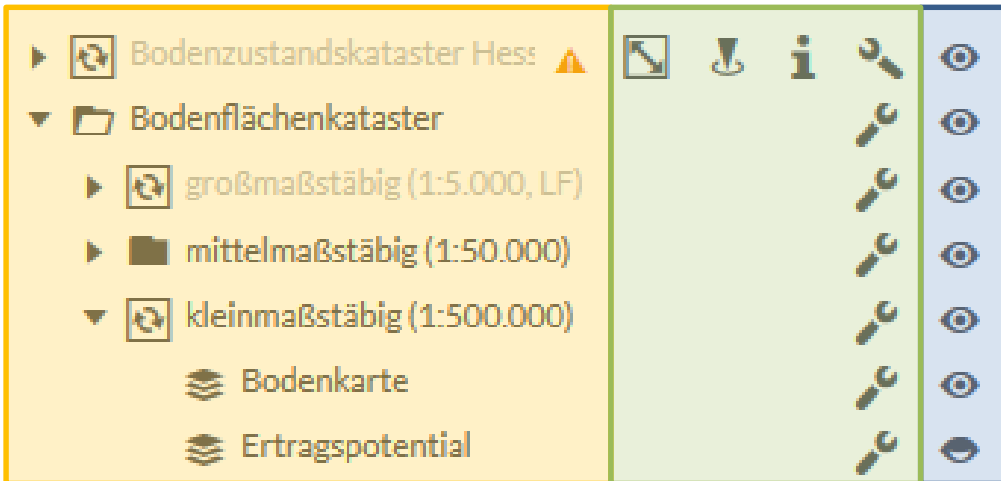 Bodenzustandskataster Hess
Bodenflächenkataster
großmaßstäbig (1:5.000, LF)
mittelmaßstäbig (1:50.000)
kleinmaßstäbig (1:500.000)
Bodenkarte
Ertragspotential